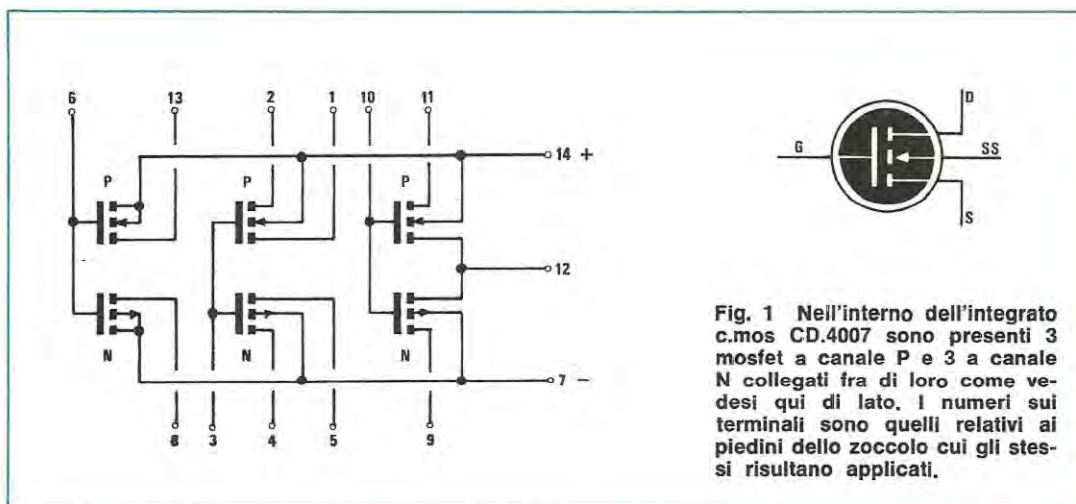 6 13 2 1 10 11
14 +
P P P
12
N N N
7 −
8 3 4 5 9
D
G SS
S
Fig. 1 Nell'interno dell'integrato
c.mos CD.4007 sono presenti 3
mosfet a canale P e 3 a canale
N collegati fra di loro come ve-
desi qui di lato. I numeri sui
terminali sono quelli relativi ai
piedini dello zoccolo cui gli stes-
si risultano applicati.